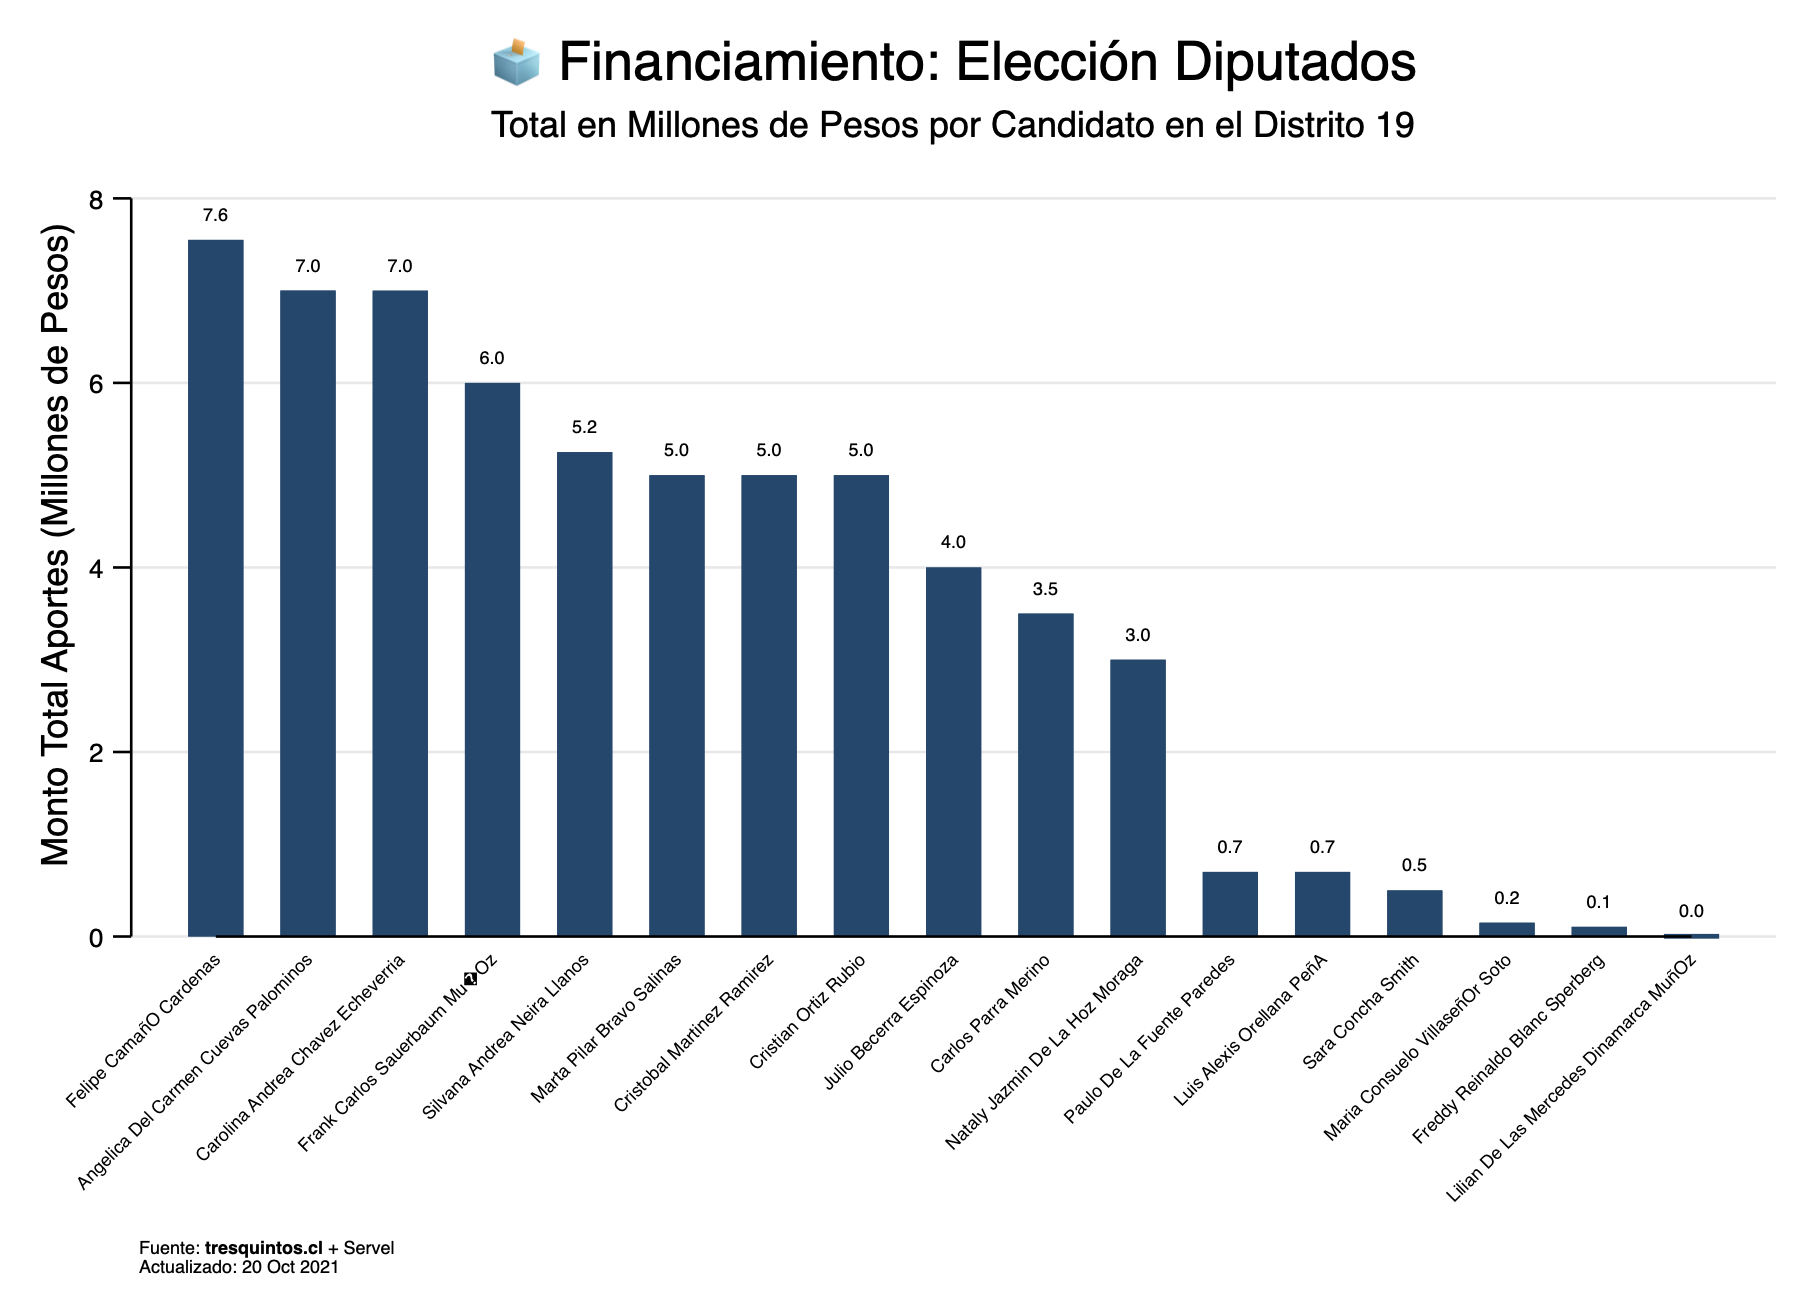 Financiamiento: Elección Diputados
Total en Millones de Pesos por Candidato en el Distrito 19
Monto Total Aportes (Millones de Pesos)
8
6
4
2
0
7.6
7.0
7.0
6.0
5.2
5.0
5.0
5.0
4.0
3.5
3.0
0.7
0.7
0.5
0.2
0.1
0.0
Felipe CamañO Cardenas
Angelica Del Carmen Cuevas Palominos
Carolina Andrea Chavez Echeverria
Frank Carlos Sauerbaum Mu�Oz
Silvana Andrea Neira Llanos
Marta Pilar Bravo Salinas
Cristobal Martinez Ramirez
Cristian Ortiz Rubio
Julio Becerra Espinoza
Carlos Parra Merino
Nataly Jazmin De La Hoz Moraga
Paulo De La Fuente Paredes
Luis Alexis Orellana PeñA
Sara Concha Smith
Maria Consuelo VillaseñOr Soto
Freddy Reinaldo Blanc Sperberg
Lilian De Las Mercedes Dinamarca MuñOz
Fuente: tresquintos.cl + Servel
Actualizado: 20 Oct 2021